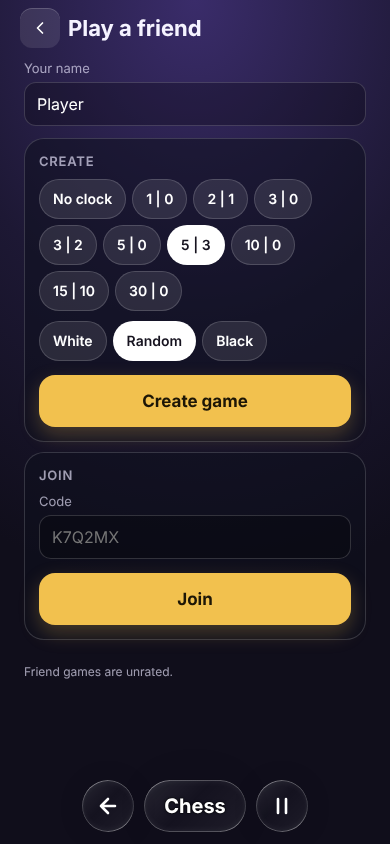 Play a friend
Your name
Player
CREATE
No clock 1 | 0 2 | 1 3 | 0
3 | 2 5 | 0 5 | 3 10 | 0
15 | 10 30 | 0
White Random Black
Create game
JOIN
Code
K7Q2MX
Join
Friend games are unrated.
Chess